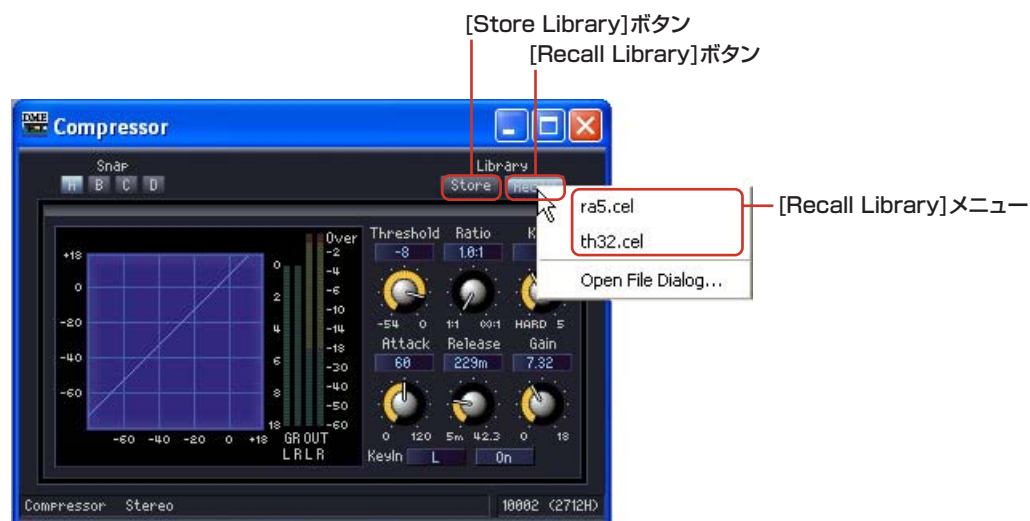 [Store Library]ボタン
[Recall Library]ボタン
DME
Compressor
Snap
Library
A B C D
Store
ra5.cel
th32.cel
Open File Dialog...
[Recall Library]メニュー
Over
-2
-4
-6
-10
-14
-18
-30
-40
-50
-60
+18
0
-20
-40
-60
-60 -40 -20 0 +18
0
2
4
6
8
18
GR OUT
L R L R
Threshold Ratio K
-8 1.0:1
-54 0 1:1 ∞:1 HARD 5
Attack Release Gain
60 229m 7.32
0 120 5m 42.3 0 18
KeyIn L On
Compressor Stereo 10002 (2712H)